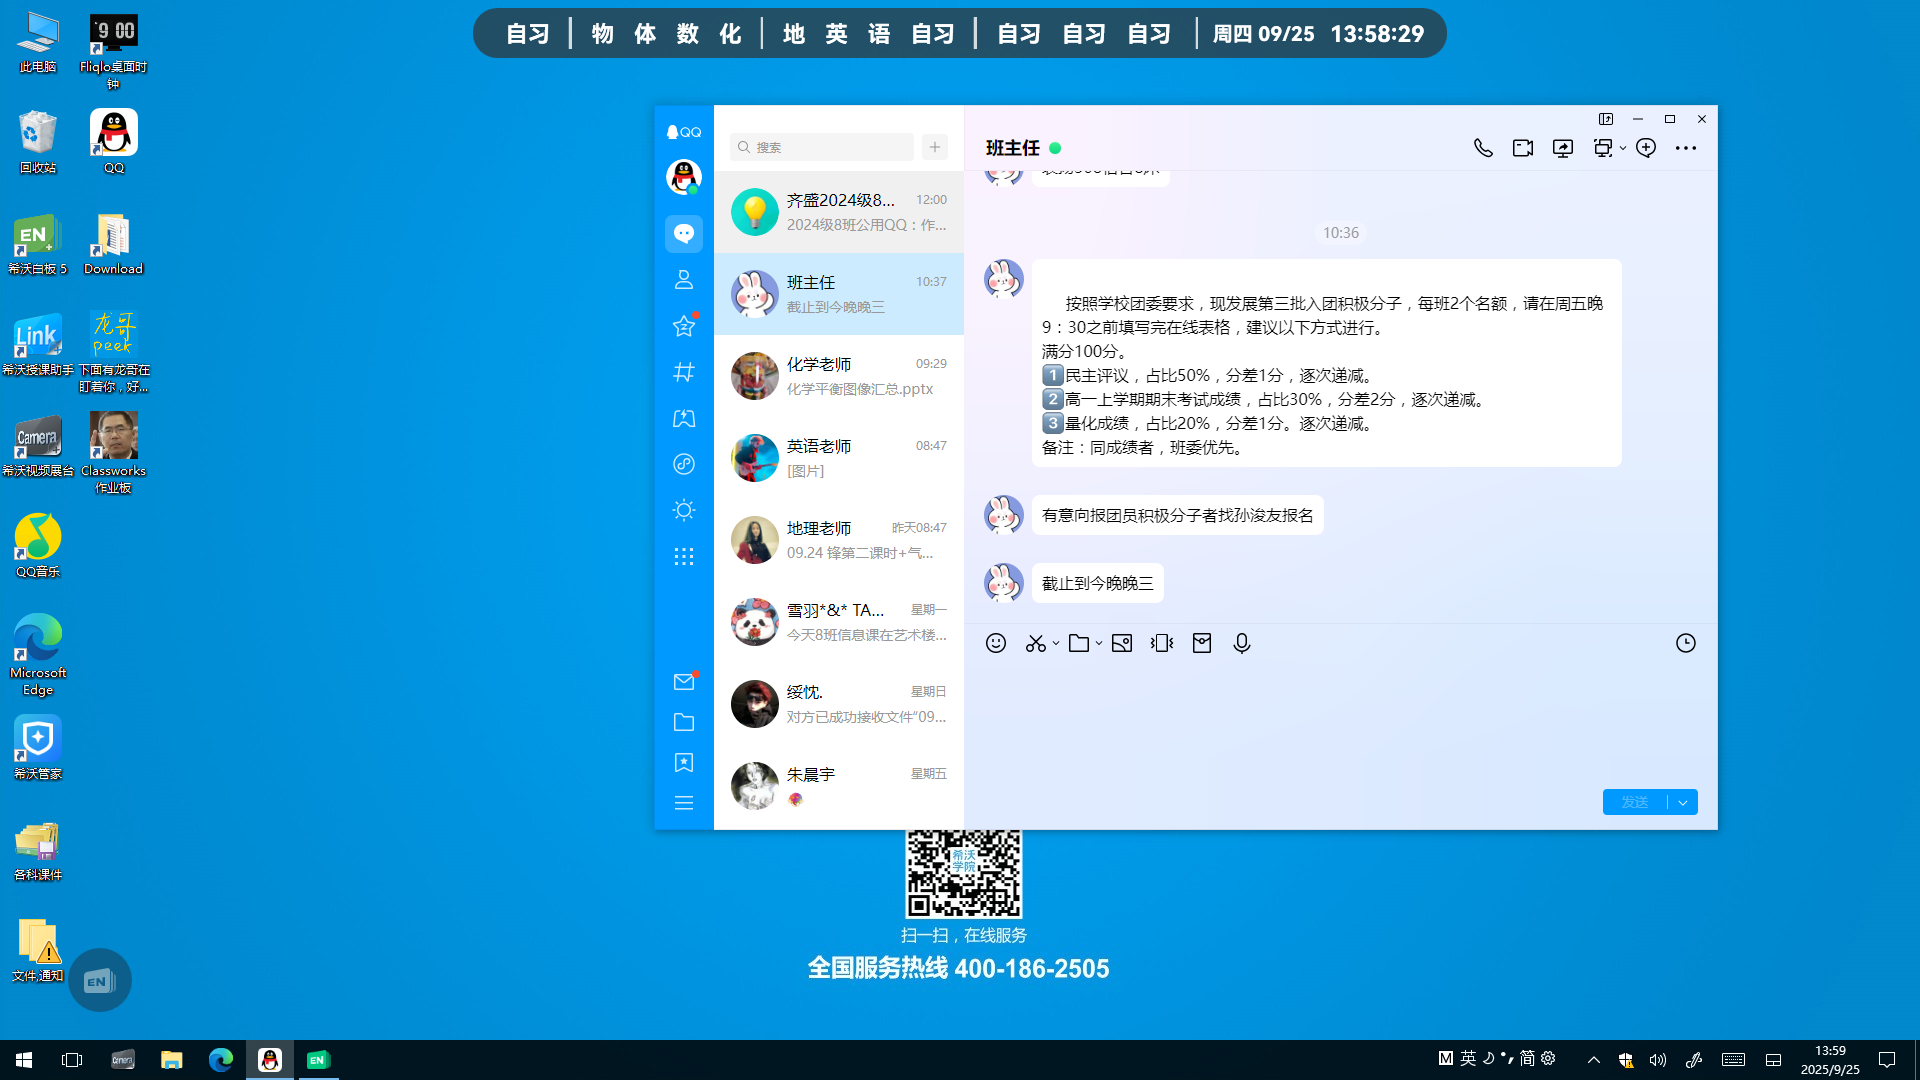 自习 | 物 体 数 化 | 地 英 语 自习 | 自习 自习 自习 | 周四 09/25 13:58:29
此电脑
9 00
Fliqlo桌面时
钟
回收站
QQ
EN
希沃白板 5
Download
Link
希沃授课助手
龙哥
peek
下面有龙哥在
盯着你，好...
Camera
希沃视频展台
Classworks
作业板
QQ音乐
Microsoft
Edge
希沃管家
各科课件
文件,通知
EN
QQ
搜索
齐盛2024级8... 12:00
2024级8班公用QQ：作...
班主任 10:37
截止到今晚晚三
化学老师 09:29
化学平衡图像汇总.pptx
英语老师 08:47
[图片]
地理老师 昨天08:47
09.24 锋第二课时+气...
雪羽*&* TA... 星期一
今天8班信息课在艺术楼...
绥忱. 星期日
对方已成功接收文件“09...
朱晨宇 星期五
班主任
10:36
按照学校团委要求，现发展第三批入团积极分子，每班2个名额，请在周五晚
9：30之前填写完在线表格，建议以下方式进行。
满分100分。
1️⃣民主评议，占比50%，分差1分，逐次递减。
2️⃣高一上学期期末考试成绩，占比30%，分差2分，逐次递减。
3️⃣量化成绩，占比20%，分差1分。逐次递减。
备注：同成绩者，班委优先。
有意向报团员积极分子者找孙浚友报名
截止到今晚晚三
发送
希沃
学院
扫一扫，在线服务
全国服务热线 400-186-2505
Camera
EN
M 英 简
13:59
2025/9/25